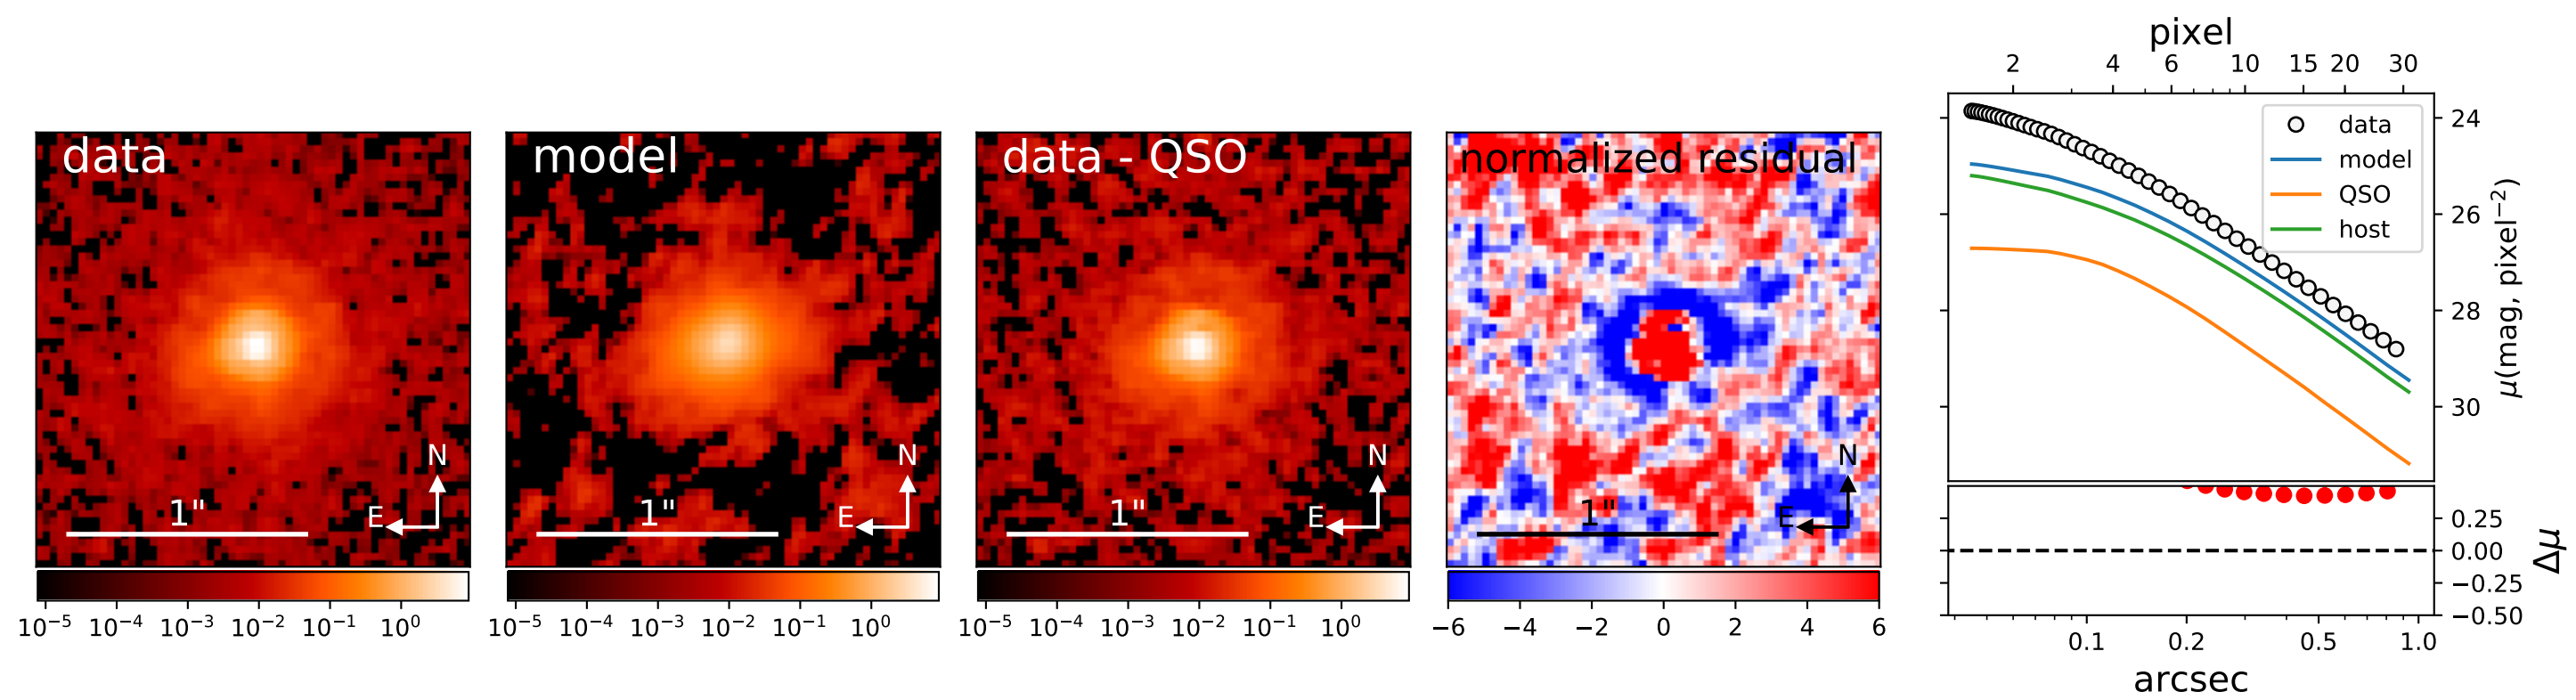 data
1"
N
E
10⁻⁵ 10⁻⁴ 10⁻³ 10⁻² 10⁻¹ 10⁰
model
1"
N
E
10⁻⁵ 10⁻⁴ 10⁻³ 10⁻² 10⁻¹ 10⁰
data - QSO
1"
N
E
10⁻⁵ 10⁻⁴ 10⁻³ 10⁻² 10⁻¹ 10⁰
normalized residual
1"
N
E
−6 −4 −2 0 2 4 6
pixel
2 4 6 10 15 20 30
data
model
QSO
host
24
26
28
30
μ(mag, pixel⁻²)
0.25
0.00
−0.25
−0.50
Δμ
0.1 0.2 0.5 1.0
arcsec